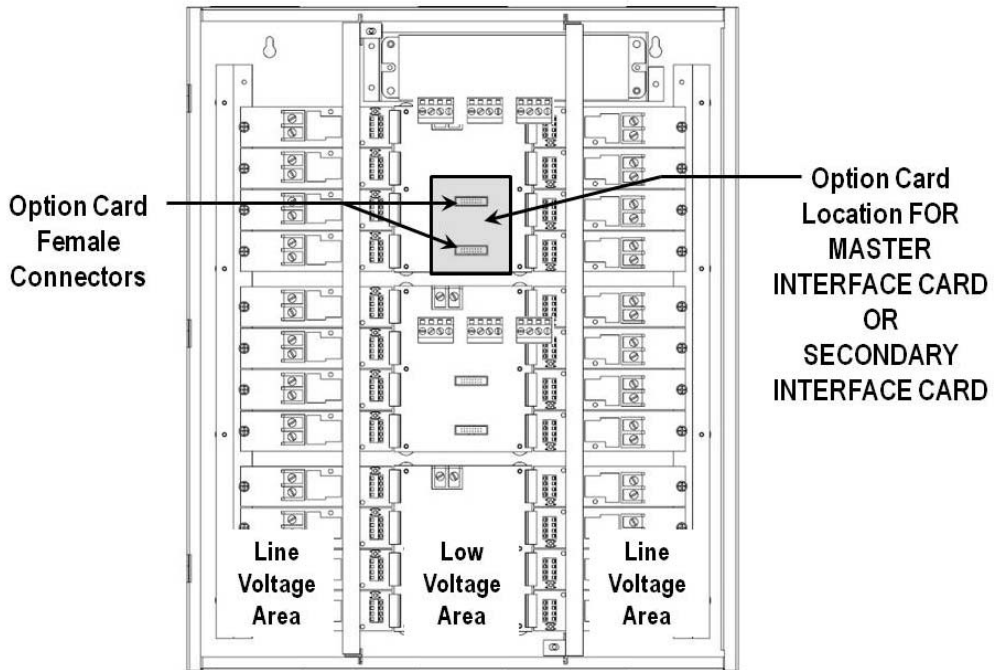 Option Card
Female
Connectors
Option Card
Location FOR
MASTER
INTERFACE CARD
OR
SECONDARY
INTERFACE CARD
Line
Voltage
Area
Low
Voltage
Area
Line
Voltage
Area